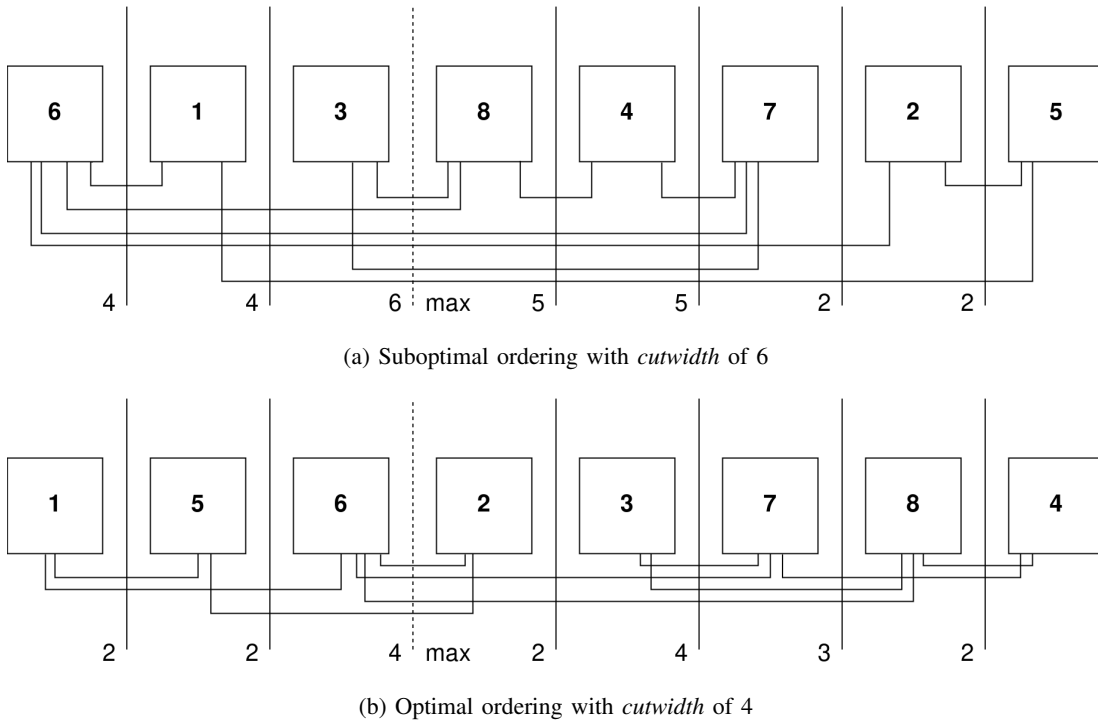 6 1 3 8 4 7 2 5
4 4 6 max 5 5 2 2
(a) Suboptimal ordering with cutwidth of 6
1 5 6 2 3 7 8 4
2 2 4 max 2 4 3 2
(b) Optimal ordering with cutwidth of 4